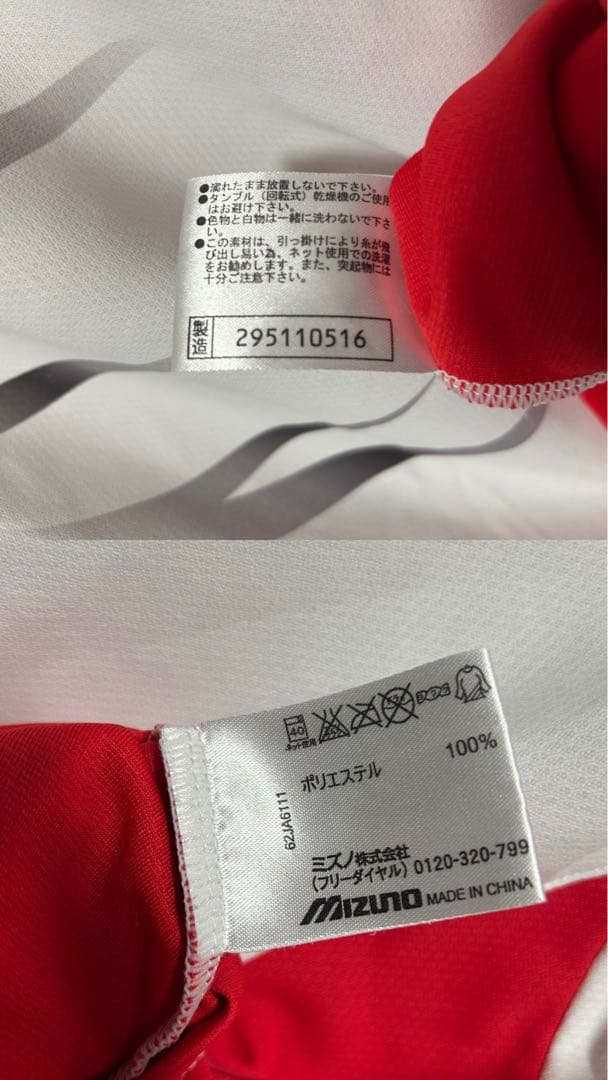 ●濡れたまま放置しないで下さい。
●タンブル（回転式）乾燥機のご使用
はお避け下さい。
●色物と白物は一緒に洗わないで下さ
い。
●この素材は、引っ掛けにより糸が飛
び出し易い為、ネット使用での洗濯
をお勧めします。また、突起物には
十分ご注意下さい。
製造 295110516
40
ネット使用
ポリエステル 100%
62JA6111
ミズノ株式会社
(フリーダイヤル) 0120-320-799
MIZUNO MADE IN CHINA